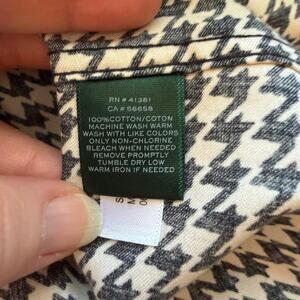 RN # 41381
CA # 56658
100%COTTON/COTON
MACHINE WASH WARM
WASH WITH LIKE COLORS
ONLY NON-CHLORINE
BLEACH WHEN NEEDED
REMOVE PROMPTLY
TUMBLE DRY LOW
WARM IRON IF NEEDED